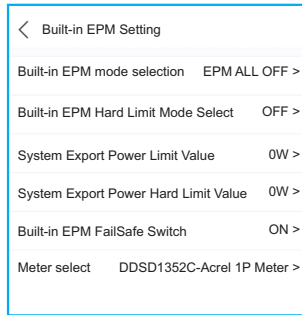 < Built-in EPM Setting
Built-in EPM mode selection EPM ALL OFF >
Built-in EPM Hard Limit Mode Select OFF >
System Export Power Limit Value 0W >
System Export Power Hard Limit Value 0W >
Built-in EPM FailSafe Switch ON >
Meter select DDSD1352C-Acrel 1P Meter >